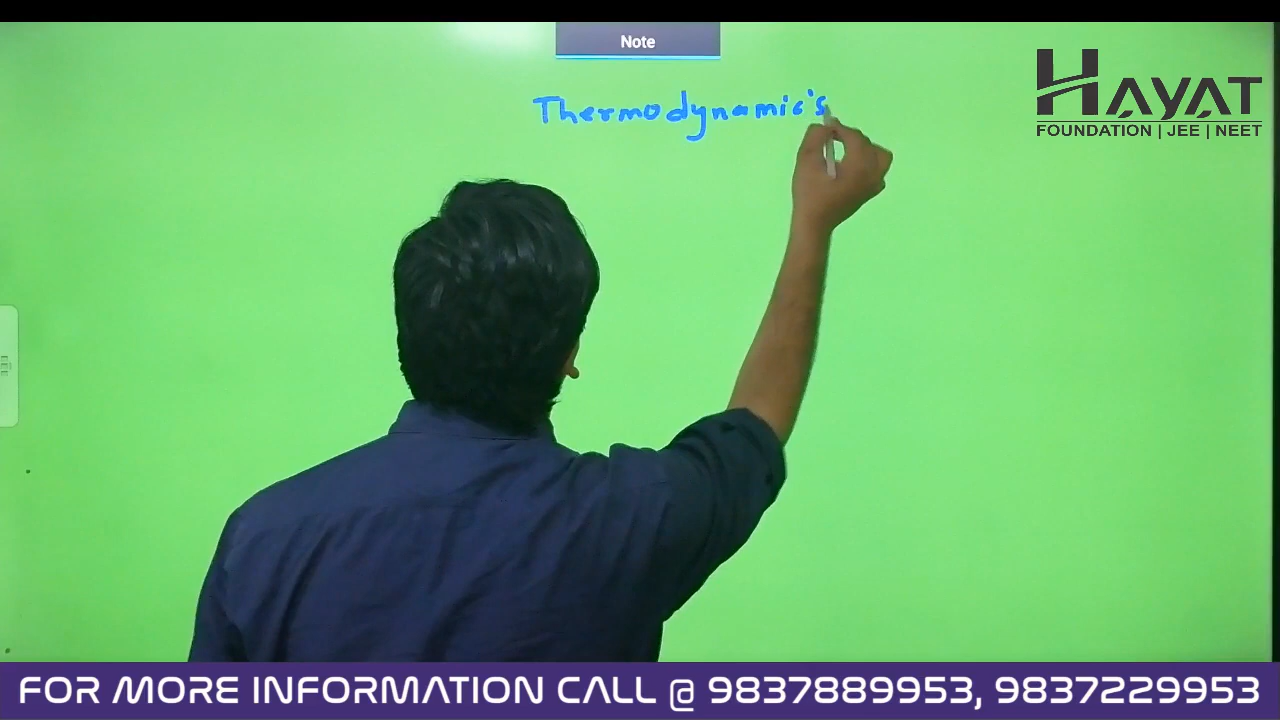 Note
Thermodynamic's
HAYAT
FOUNDATION | JEE | NEET
FOR MORE INFORMATION CALL @ 9837889953, 9837229953